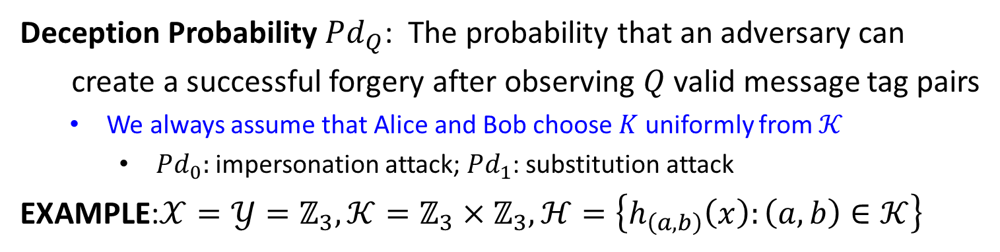 Deception Probability $Pd_Q$: The probability that an adversary can
create a successful forgery after observing $Q$ valid message tag pairs
• We always assume that Alice and Bob choose $K$ uniformly from $\mathcal{K}$
• $Pd_0$: impersonation attack; $Pd_1$: substitution attack
EXAMPLE:$\mathcal{X} = \mathcal{Y} = \mathbb{Z}_3, \mathcal{K} = \mathbb{Z}_3 \times \mathbb{Z}_3, \mathcal{H} = \{h_{(a,b)}(x): (a, b) \in \mathcal{K}\}$